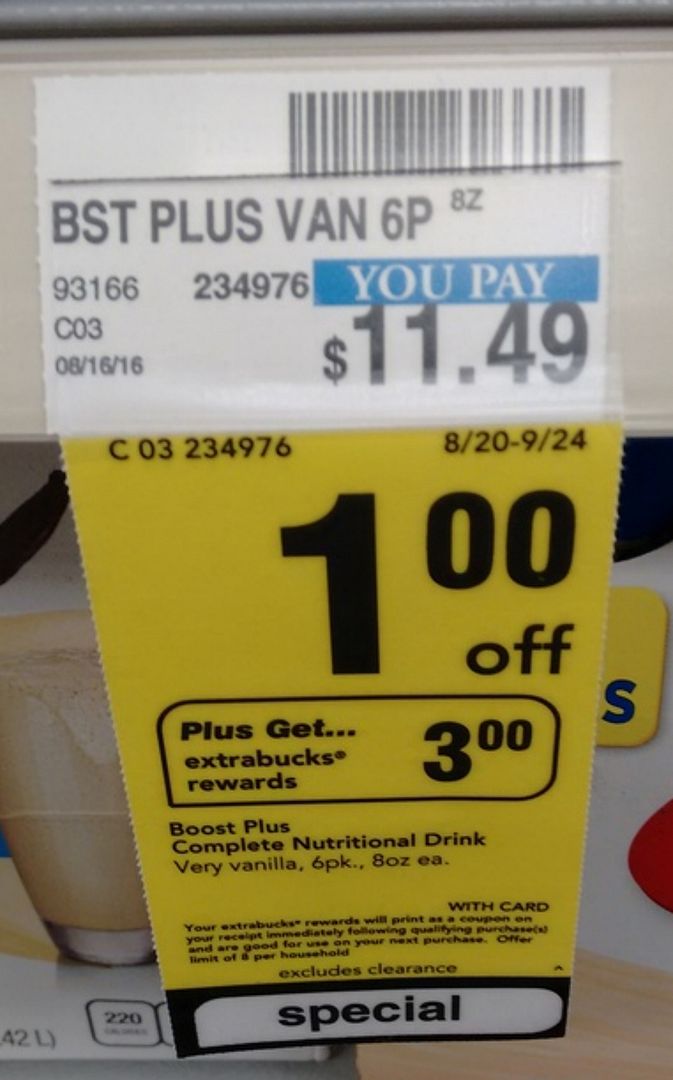 BST PLUS VAN 6P 8Z
93166 234976 YOU PAY
C03
$11.49
08/16/16
C 03 234976 8/20-9/24
1 00
off
Plus Get... 3 00
extrabucks®
rewards
Boost Plus
Complete Nutritional Drink
Very vanilla, 6pk., 8oz ea.
WITH CARD
Your extrabucks® rewards will print as a coupon on
your receipt immediately following qualifying purchase(s)
and are good for use on your next purchase. Offer
limit of 8 per household
excludes clearance ^
special
S
220
CALORIES
.42 L)